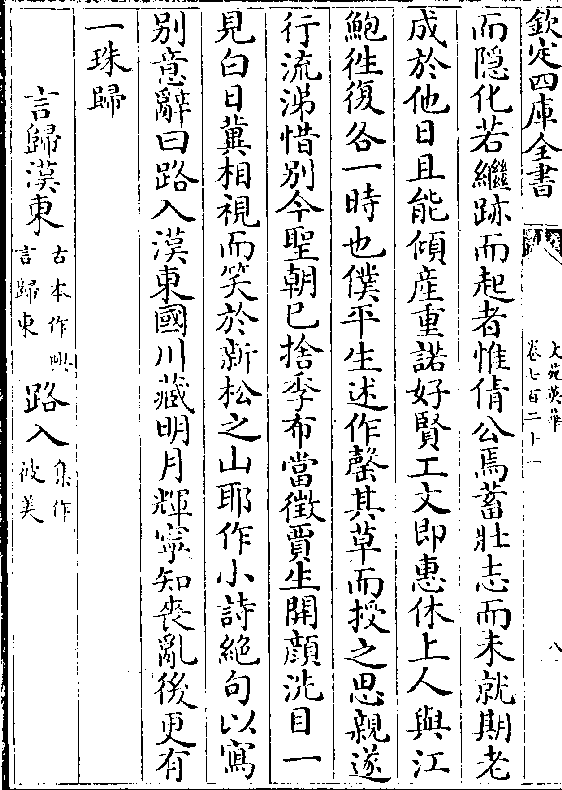 欽定四庫全書
文苑英華
卷七百二十一
八
而隱化若繼跡而起者惟倩公焉蓄壯志而未就期老
成於他日且能傾産重諾好賢工文即惠休上人與江
鮑徃復各一時也僕平生述作罄其草而授之思親遂
行流涕惜別今聖朝已捨季布當徵賈生開顔洗目一
見白日冀相視而笑於新松之山耶作小詩絶句以寫
別意辭曰路入漢東國川藏明月輝寧知喪亂後更有
一珠歸
言歸漢東古本作
言歸東路入集作
彼美